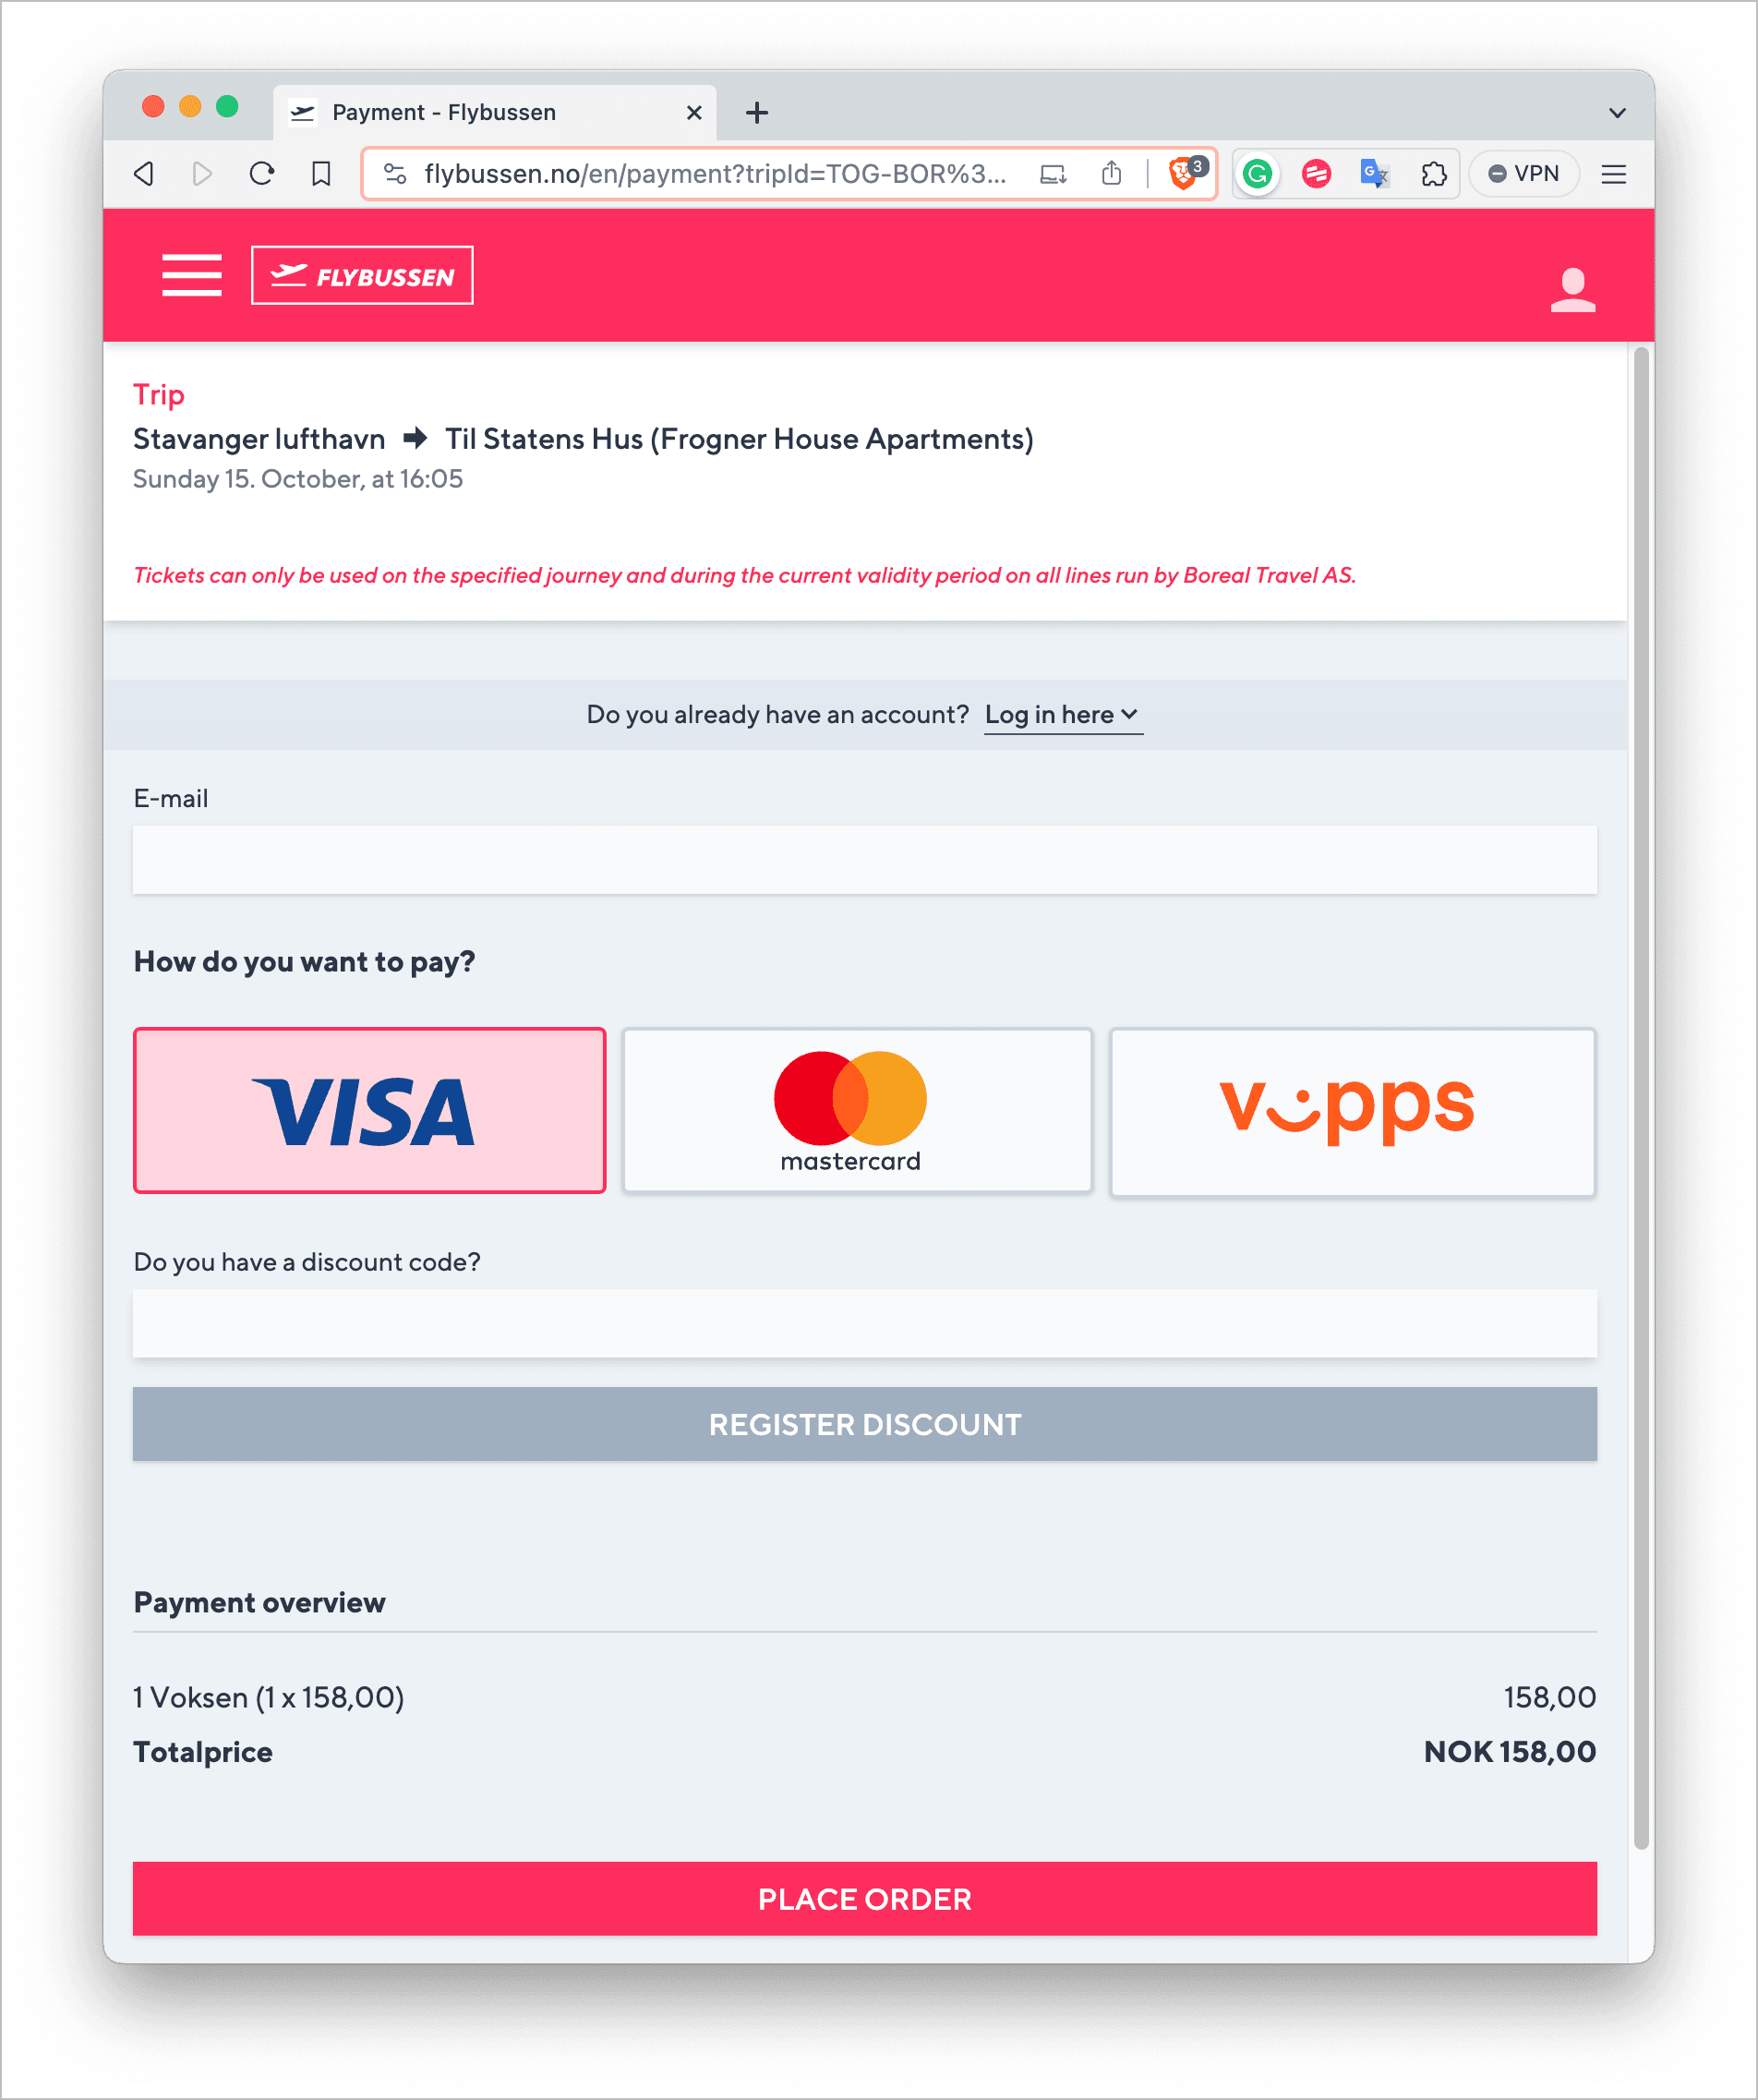 Payment - Flybussen
flybussen.no/en/payment?tripId=TOG-BOR%3...
3
VPN
FLYBUSSEN
Trip
Stavanger lufthavn ➡ Til Statens Hus (Frogner House Apartments)
Sunday 15. October, at 16:05
Tickets can only be used on the specified journey and during the current validity period on all lines run by Boreal Travel AS.
Do you already have an account? Log in here
E-mail
How do you want to pay?
VISA
mastercard
vipps
Do you have a discount code?
REGISTER DISCOUNT
Payment overview
1 Voksen (1 x 158,00) 158,00
Totalprice NOK 158,00
PLACE ORDER